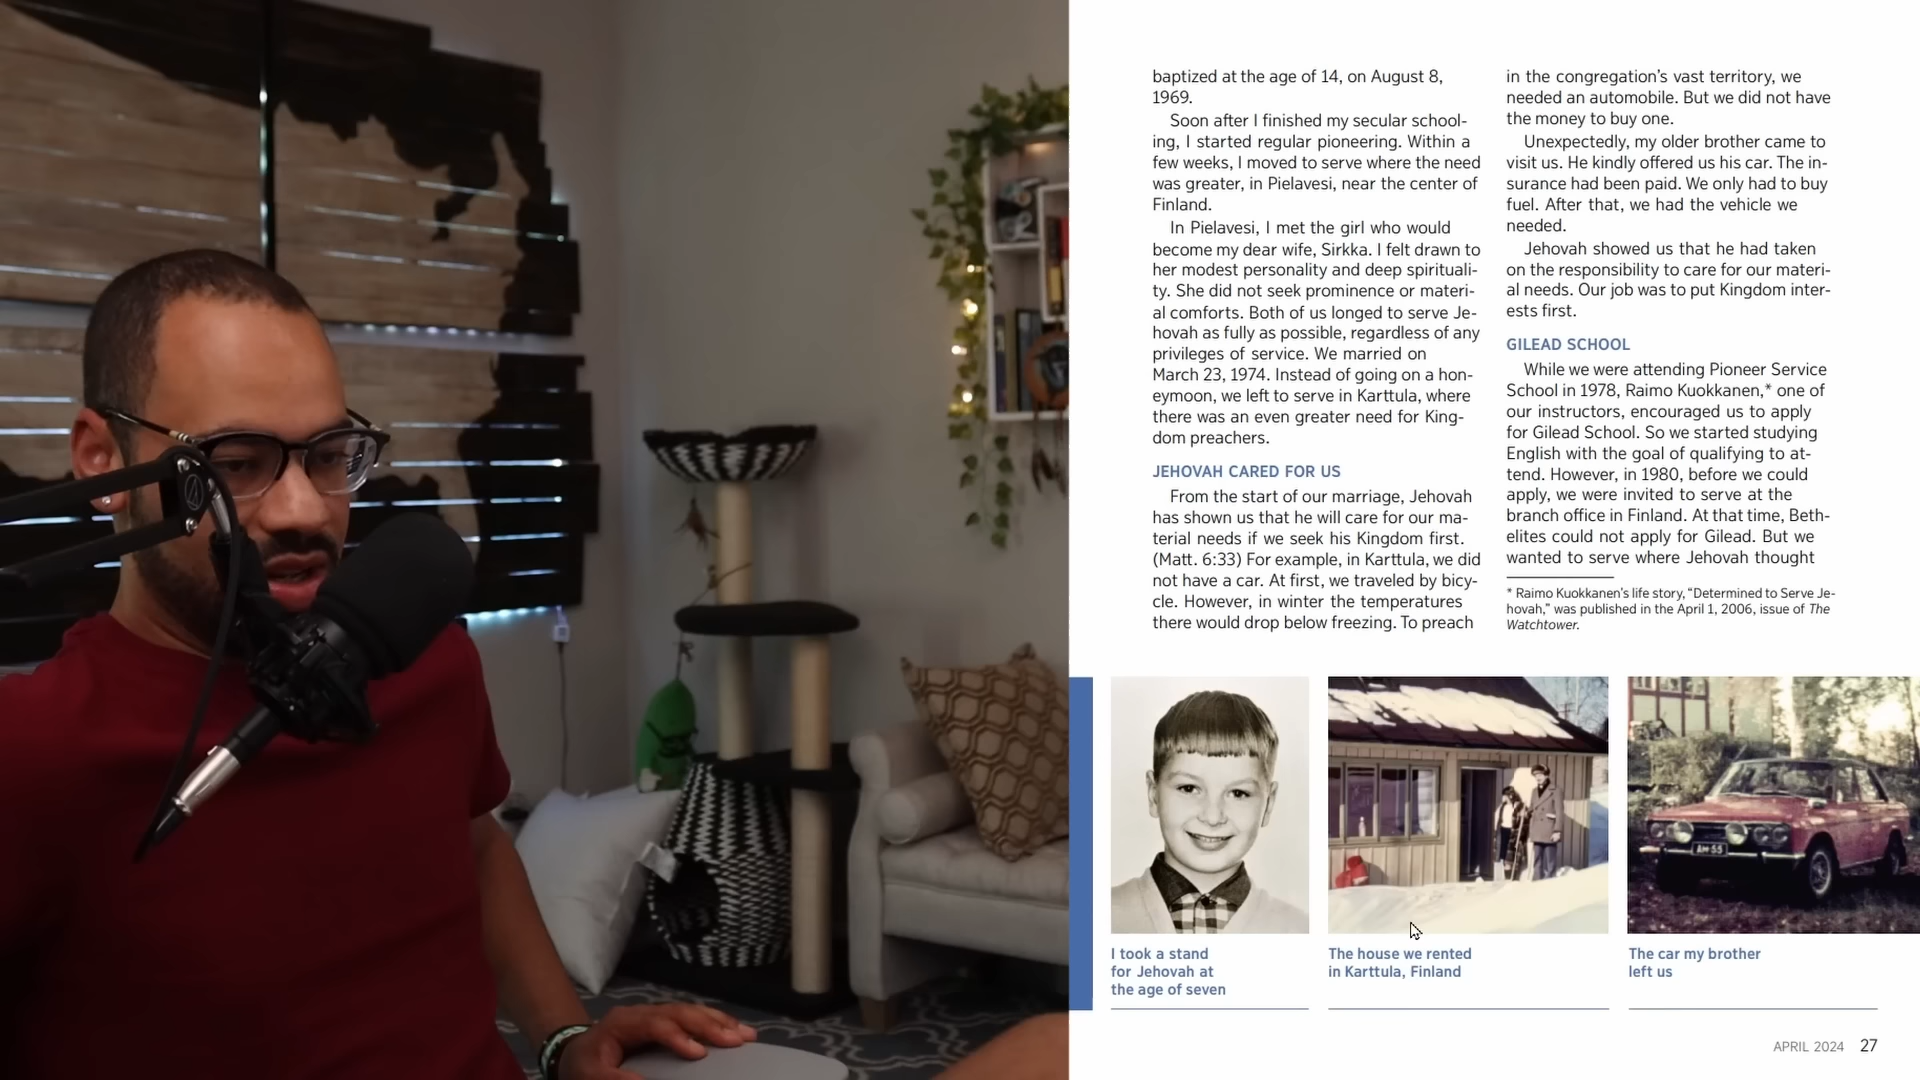 baptized at the age of 14, on August 8,
1969.
Soon after I finished my secular school-
ing, I started regular pioneering. Within a
few weeks, I moved to serve where the need
was greater, in Pielavesi, near the center of
Finland.
In Pielavesi, I met the girl who would
become my dear wife, Sirkka. I felt drawn to
her modest personality and deep spirituali-
ty. She did not seek prominence or materi-
al comforts. Both of us longed to serve Je-
hovah as fully as possible, regardless of any
privileges of service. We married on
March 23, 1974. Instead of going on a hon-
eymoon, we left to serve in Karttula, where
there was an even greater need for King-
dom preachers.
JEHOVAH CARED FOR US
From the start of our marriage, Jehovah
has shown us that he will care for our ma-
terial needs if we seek his Kingdom first.
(Matt. 6:33) For example, in Karttula, we did
not have a car. At first, we traveled by bicy-
cle. However, in winter the temperatures
there would drop below freezing. To preach
in the congregation's vast territory, we
needed an automobile. But we did not have
the money to buy one.
Unexpectedly, my older brother came to
visit us. He kindly offered us his car. The in-
surance had been paid. We only had to buy
fuel. After that, we had the vehicle we
needed.
Jehovah showed us that he had taken
on the responsibility to care for our materi-
al needs. Our job was to put Kingdom inter-
ests first.
GILEAD SCHOOL
While we were attending Pioneer Service
School in 1978, Raimo Kuokkanen,* one of
our instructors, encouraged us to apply
for Gilead School. So we started studying
English with the goal of qualifying to at-
tend. However, in 1980, before we could
apply, we were invited to serve at the
branch office in Finland. At that time, Beth-
elites could not apply for Gilead. But we
wanted to serve where Jehovah thought
* Raimo Kuokkanen's life story, "Determined to Serve Je-
hovah," was published in the April 1, 2006, issue of The
Watchtower.
AM-55
I took a stand
for Jehovah at
the age of seven
The house we rented
in Karttula, Finland
The car my brother
left us
APRIL 2024 27